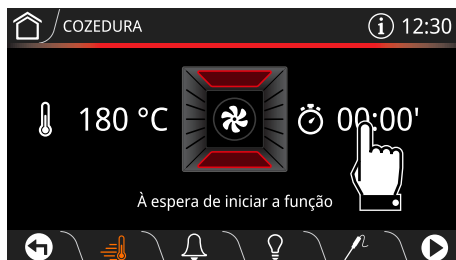 COZEDURA
12:30
180 °C
00:00'
À espera de iniciar a função